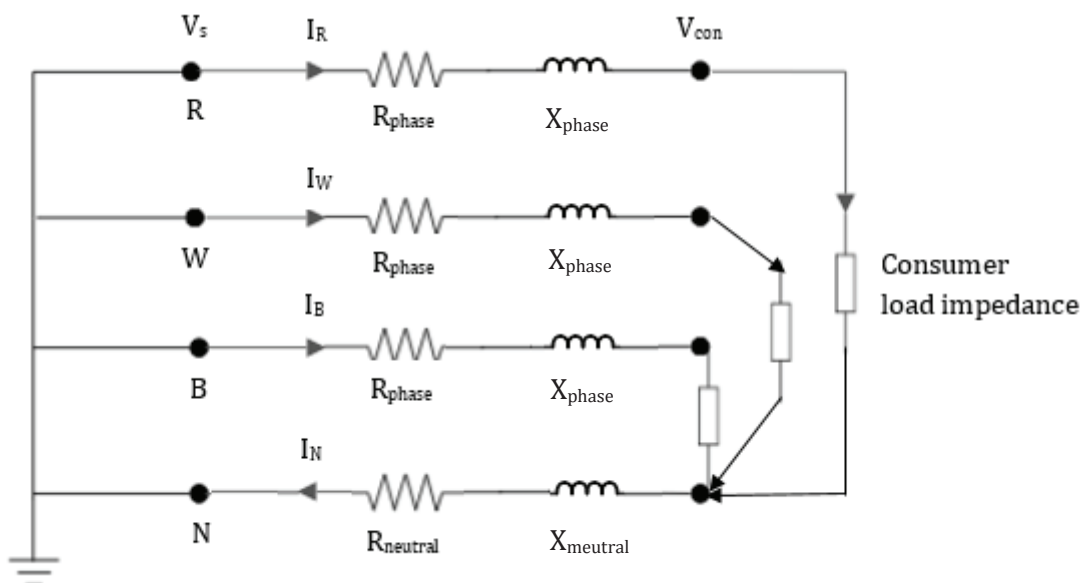 Vs IR Vcon
R Rphase Xphase
IW
W Rphase Xphase
Consumer
load impedance
IB
B Rphase Xphase
IN
N Rneutral Xmeutral